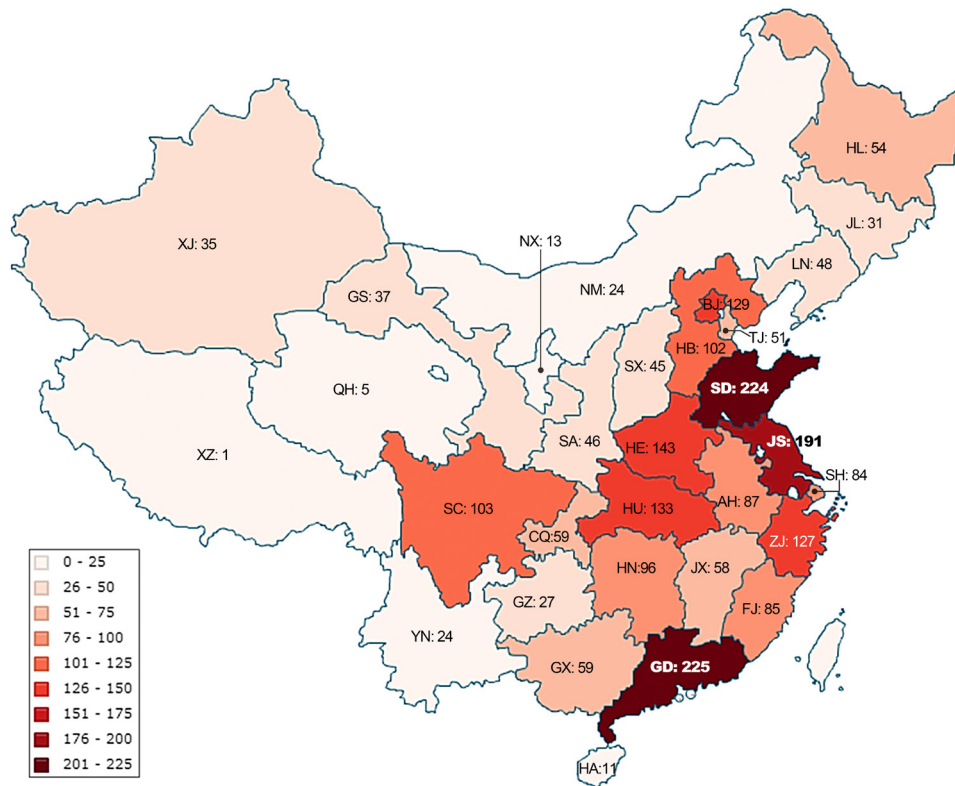 HL: 54
JL: 31
XJ: 35
NX: 13
LN: 48
GS: 37
NM: 24
BJ: 129
TJ: 51
HB: 102
SX: 45
QH: 5
SD: 224
JS: 191
SA: 46
HE: 143
XZ: 1
SH: 84
AH: 87
SC: 103
HU: 133
CQ:59
ZJ: 127
HN:96
JX: 58
GZ: 27
FJ: 85
YN: 24
GX: 59
GD: 225
HA:11
0 - 25
26 - 50
51 - 75
76 - 100
101 - 125
126 - 150
151 - 175
176 - 200
201 - 225